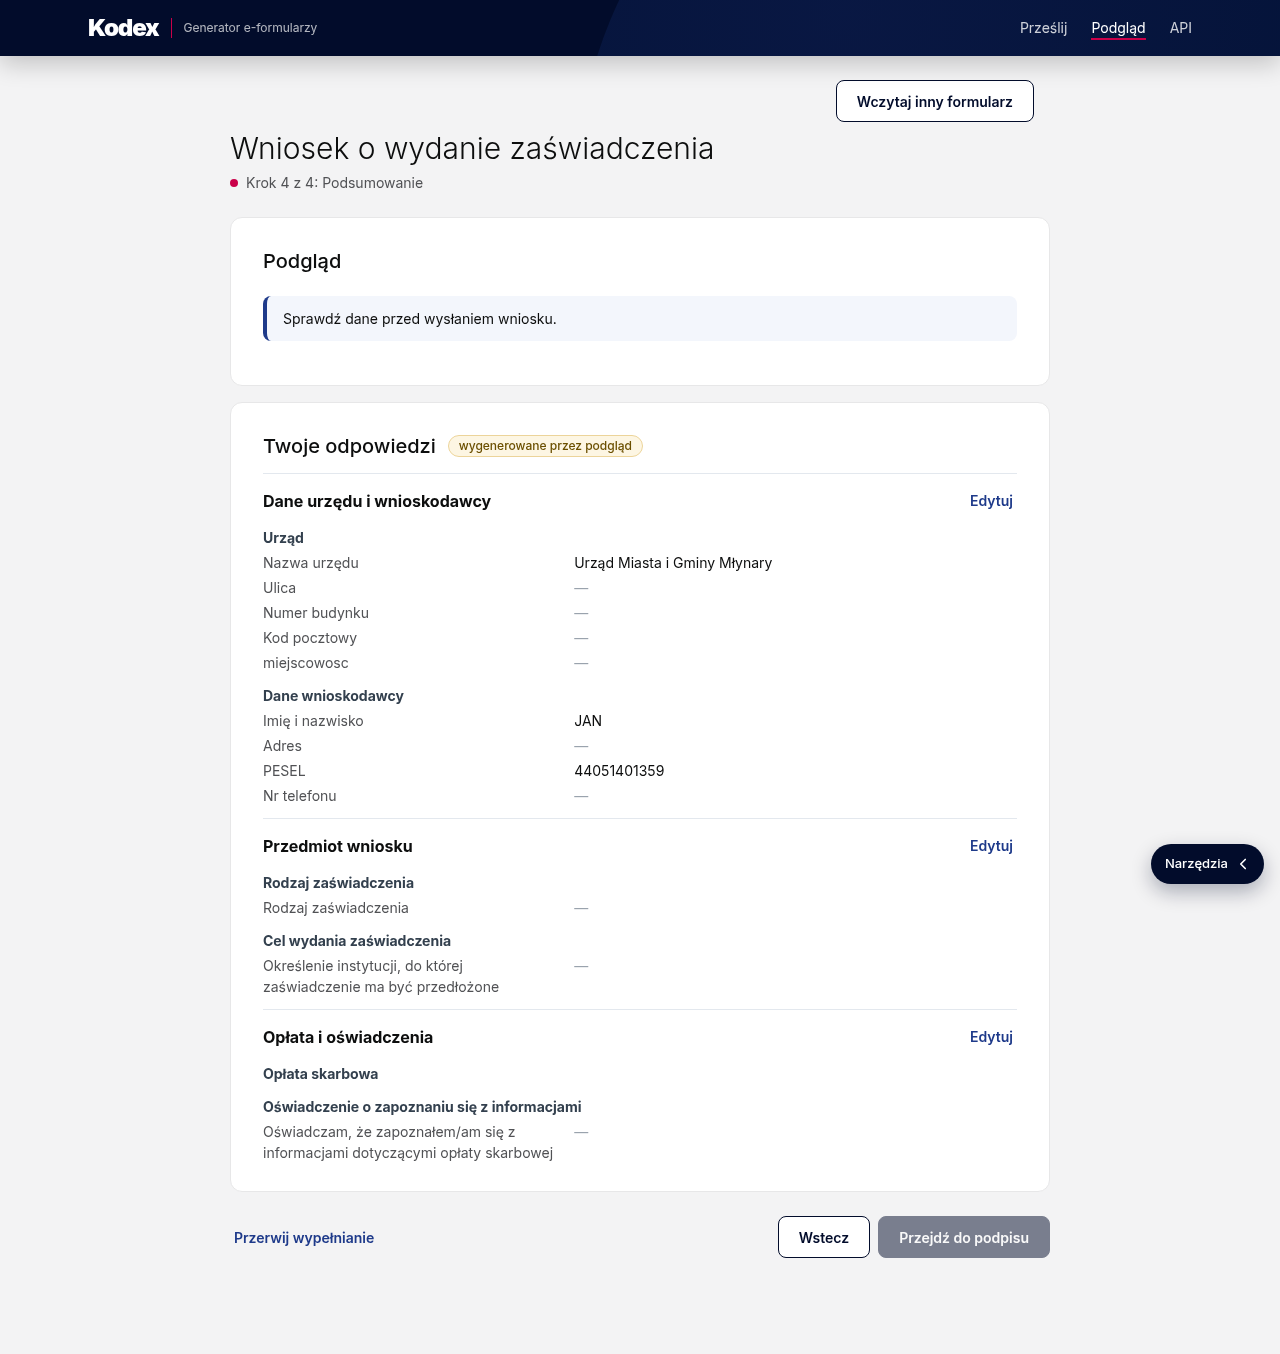 Kodex
Generator e-formularzy
Prześlij
Podgląd
API
Wczytaj inny formularz
Wniosek o wydanie zaświadczenia
Krok 4 z 4: Podsumowanie
Podgląd
Sprawdź dane przed wysłaniem wniosku.
Twoje odpowiedzi
wygenerowane przez podgląd
Dane urzędu i wnioskodawcy
Edytuj
Urząd
Nazwa urzędu
Urząd Miasta i Gminy Młynary
Ulica
—
Numer budynku
—
Kod pocztowy
—
miejscowosc
—
Dane wnioskodawcy
Imię i nazwisko
JAN
Adres
—
PESEL
44051401359
Nr telefonu
—
Przedmiot wniosku
Edytuj
Narzędzia
Rodzaj zaświadczenia
Rodzaj zaświadczenia
—
Cel wydania zaświadczenia
Określenie instytucji, do której
zaświadczenie ma być przedłożone
—
Opłata i oświadczenia
Edytuj
Opłata skarbowa
Oświadczenie o zapoznaniu się z informacjami
Oświadczam, że zapoznałem/am się z
informacjami dotyczącymi opłaty skarbowej
—
Przerwij wypełnianie
Wstecz
Przejdź do podpisu